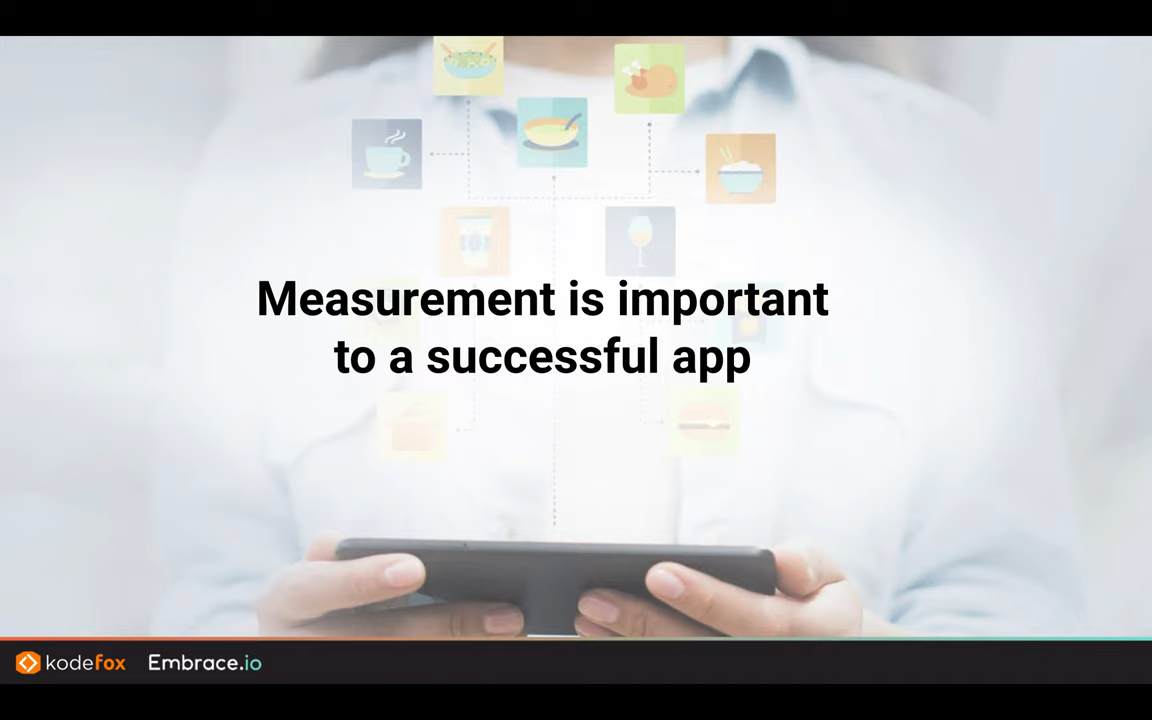 Measurement is important
to a successful app
kodefox Embrace.io